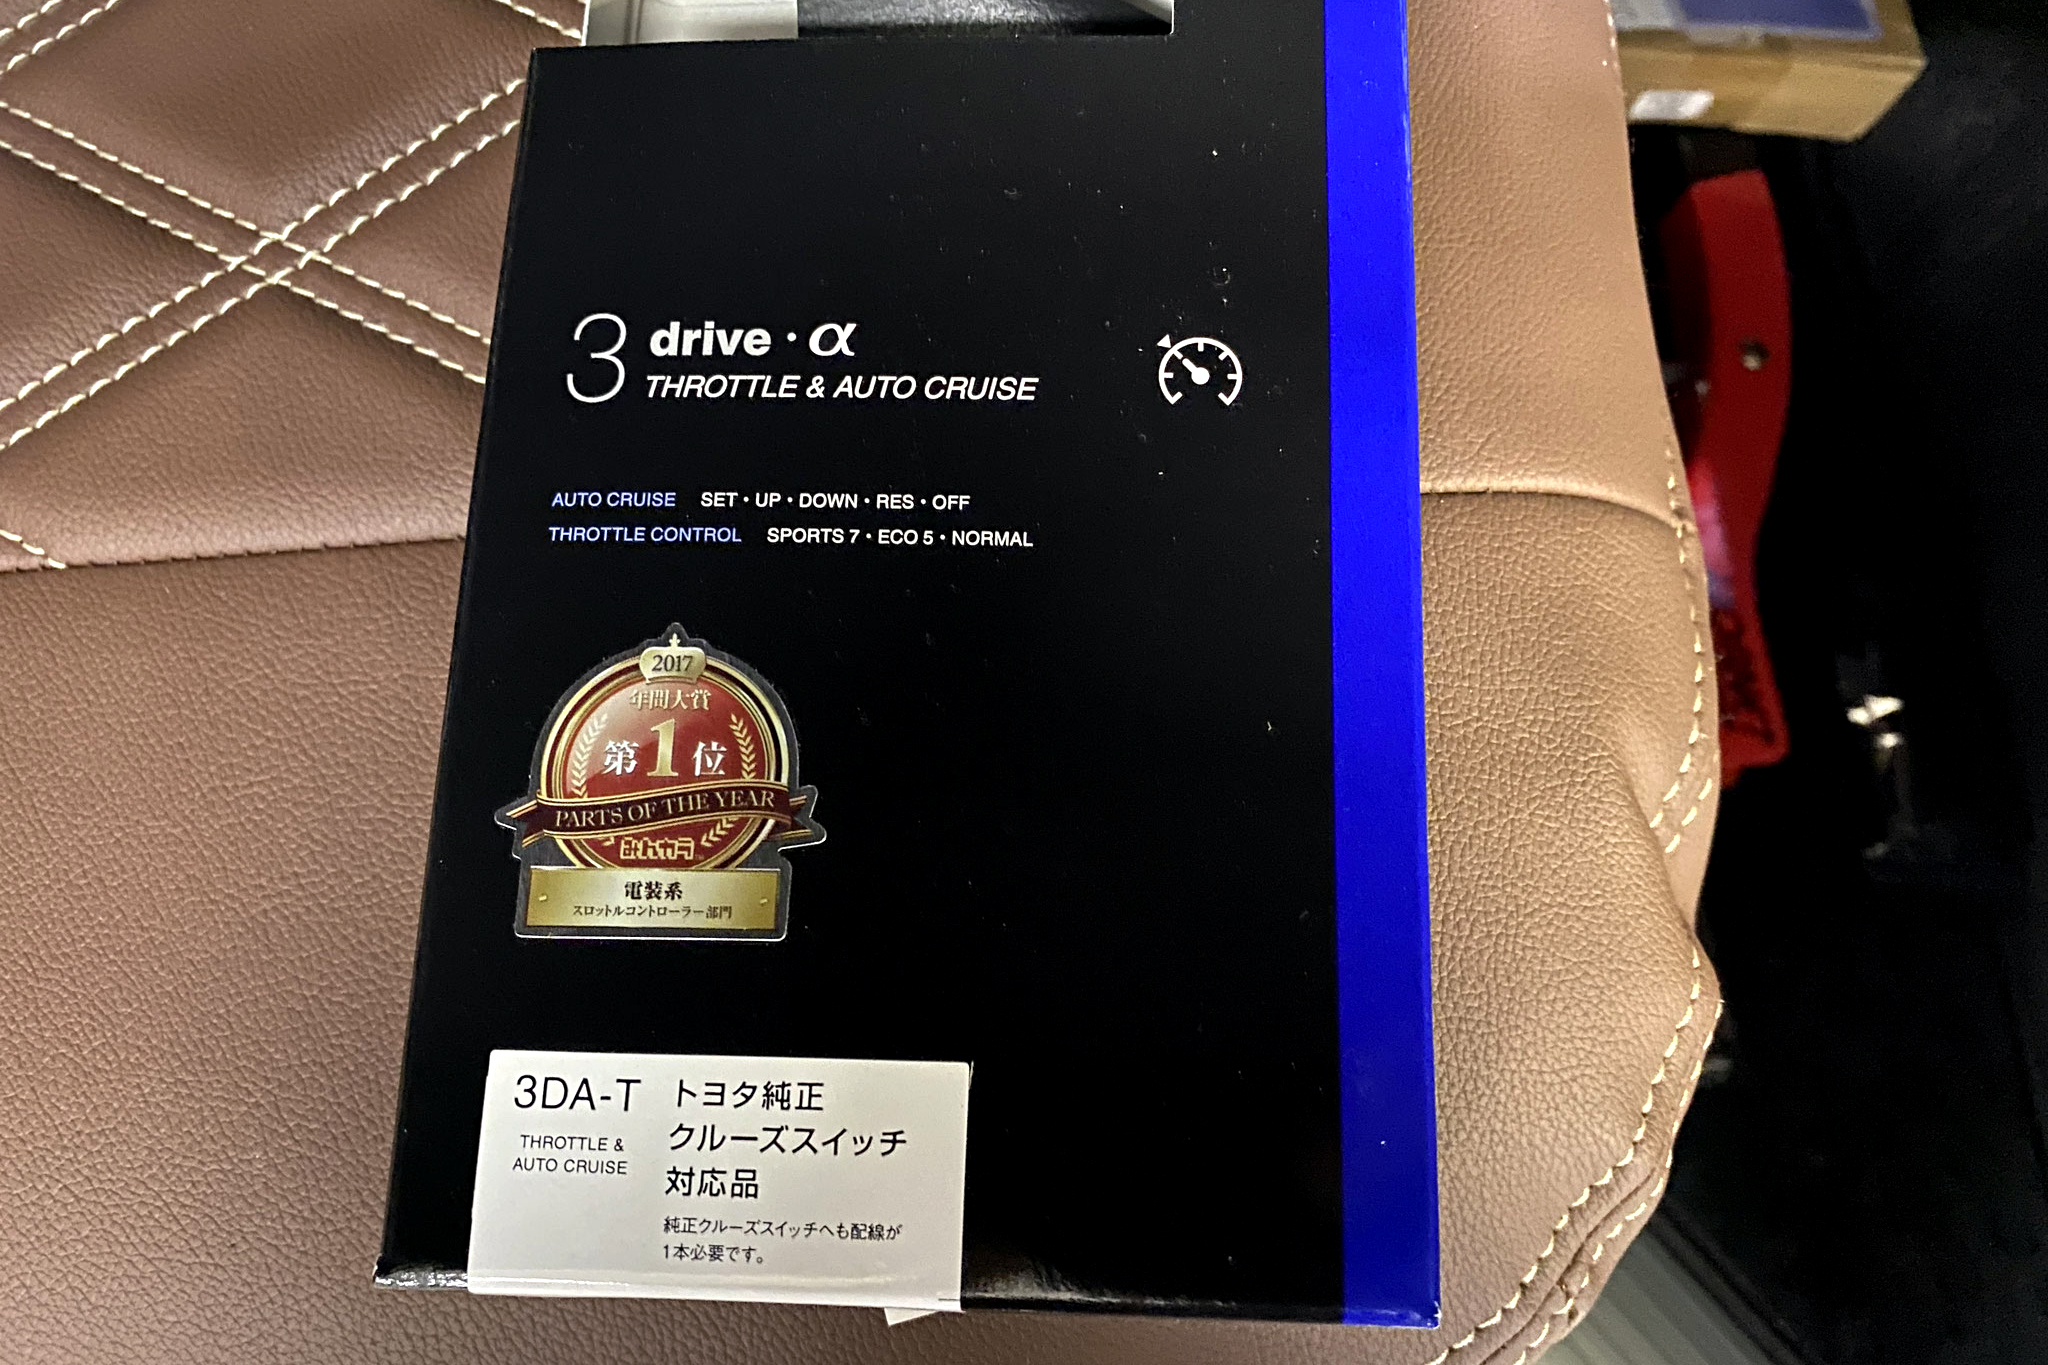 3 drive・α
THROTTLE & AUTO CRUISE
AUTO CRUISE SET・UP・DOWN・RES・OFF
THROTTLE CONTROL SPORTS 7・ECO 5・NORMAL
2017
年間大賞
第1位
PARTS OF THE YEAR
みんカラ
電装系
スロットルコントローラー部門
3DA-T
THROTTLE &
AUTO CRUISE
トヨタ純正
クルーズスイッチ
対応品
純正クルーズスイッチへも配線が
1本必要です。